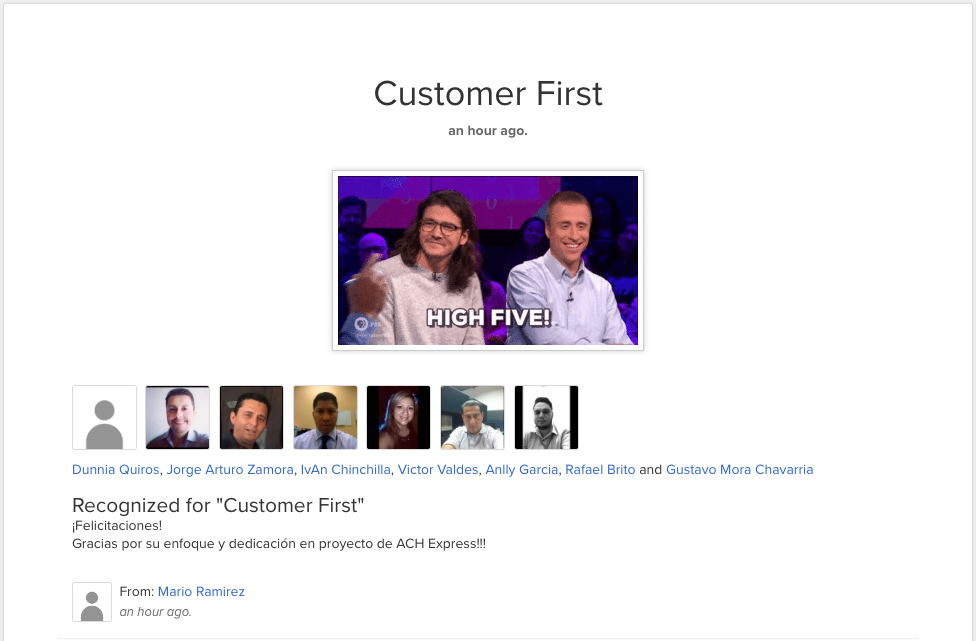 Customer First
an hour ago.
HIGH FIVE!
PBS
Dunnia Quiros, Jorge Arturo Zamora, IvAn Chinchilla, Victor Valdes, Anlly Garcia, Rafael Brito and Gustavo Mora Chavarria
Recognized for "Customer First"
¡Felicitaciones!
Gracias por su enfoque y dedicación en proyecto de ACH Express!!!
From: Mario Ramirez
an hour ago.